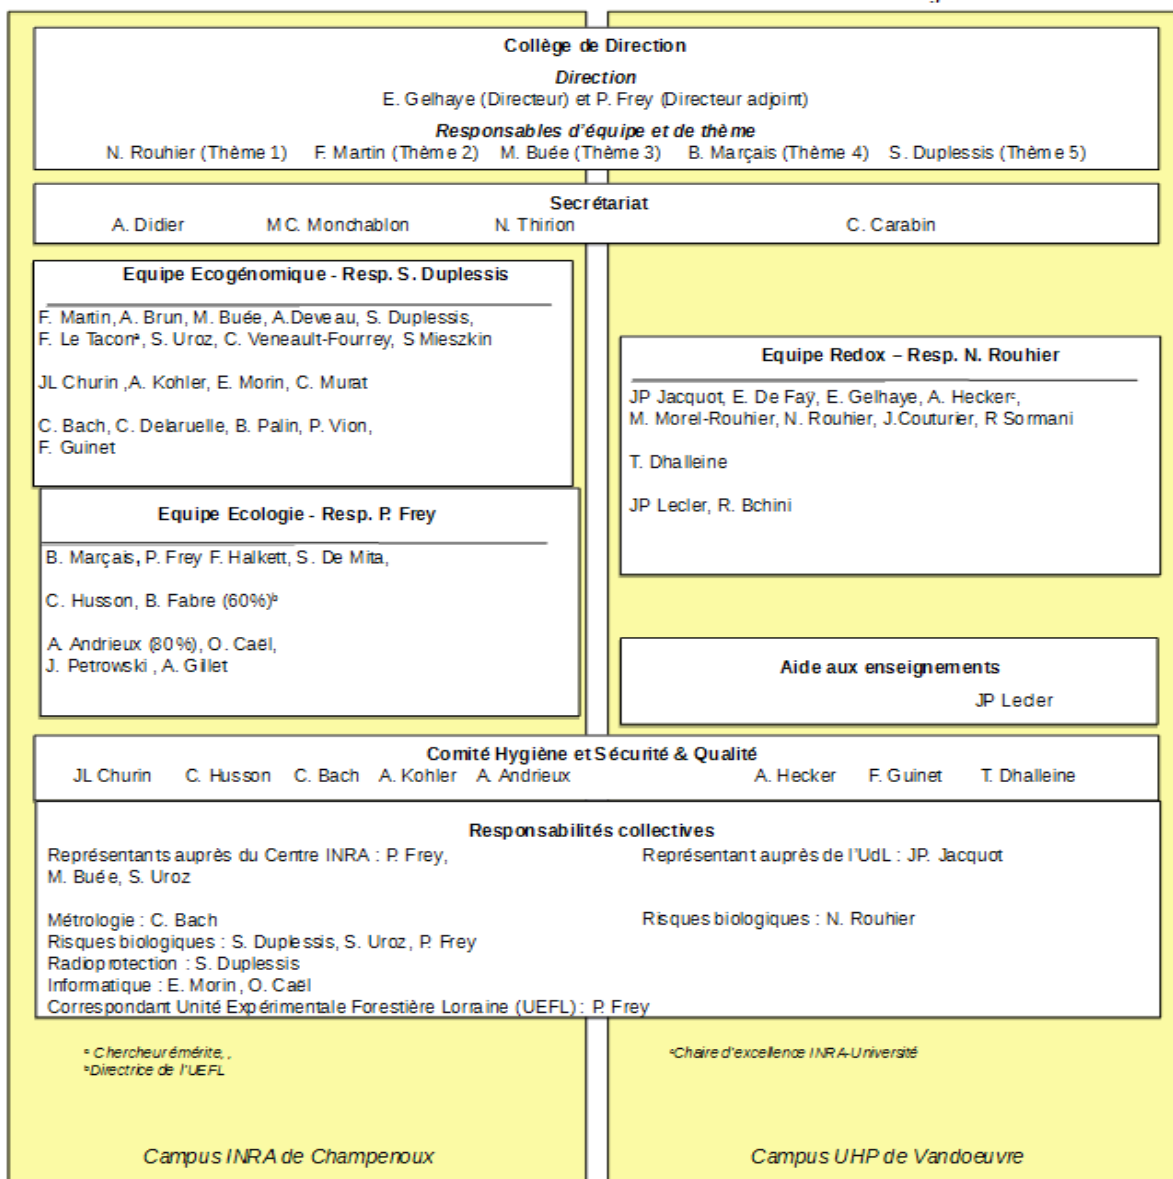 Collège de Direction
Direction
E. Gelhaye (Directeur) et P. Frey (Directeur adjoint)
Responsables d'équipe et de thème
N. Rouhier (Thème 1) F. Martin (Thème 2) M. Buée (Thème 3) B. Marçais (Thème 4) S. Duplessis (Thème 5)
Secrétariat
A. Didier MC. Monchablon N. Thirion C. Carabin
Equipe Ecogénomique - Resp. S. Duplessis
F. Martin, A. Brun, M. Buée, A.Deveau, S. Duplessis,
F. Le Taconª, S. Uroz, C. Veneault-Fourrey, S Mieszkin
JL Churin ,A. Kohler, E. Morin, C. Murat
C. Bach, C. Delaruelle, B. Palin, P. Vion,
F. Guinet
Equipe Ecologie - Resp. P. Frey
B. Marçais, P. Frey F. Halkett, S. De Mita,
C. Husson, B. Fabre (60%)ᵇ
A. Andrieux (80%), O. Caël,
J. Petrowski , A. Gillet
Equipe Redox – Resp. N. Rouhier
JP Jacquot, E. De Faÿ, E. Gelhaye, A. Heckerᶜ,
M. Morel-Rouhier, N. Rouhier, J.Couturier, R Sormani
T. Dhalleine
JP Lecler, R. Bchini
Aide aux enseignements
JP Lecler
Comité Hygiène et Sécurité & Qualité
JL Churin C. Husson C. Bach A. Kohler A. Andrieux A. Hecker F. Guinet T. Dhalleine
Responsabilités collectives
Représentants auprès du Centre INRA : P. Frey,
M. Buée, S. Uroz
Métrologie : C. Bach
Risques biologiques : S. Duplessis, S. Uroz, P. Frey
Radioprotection : S. Duplessis
Informatique : E. Morin, O. Caël
Correspondant Unité Expérimentale Forestière Lorraine (UEFL) : P. Frey
Représentant auprès de l'UdL : JP. Jacquot
Risques biologiques : N. Rouhier
ª Chercheur émérite, ,
ᵇDirectrice de l'UEFL
ᶜChaire d'excellence INRA-Université
Campus INRA de Champenoux
Campus UHP de Vandoeuvre